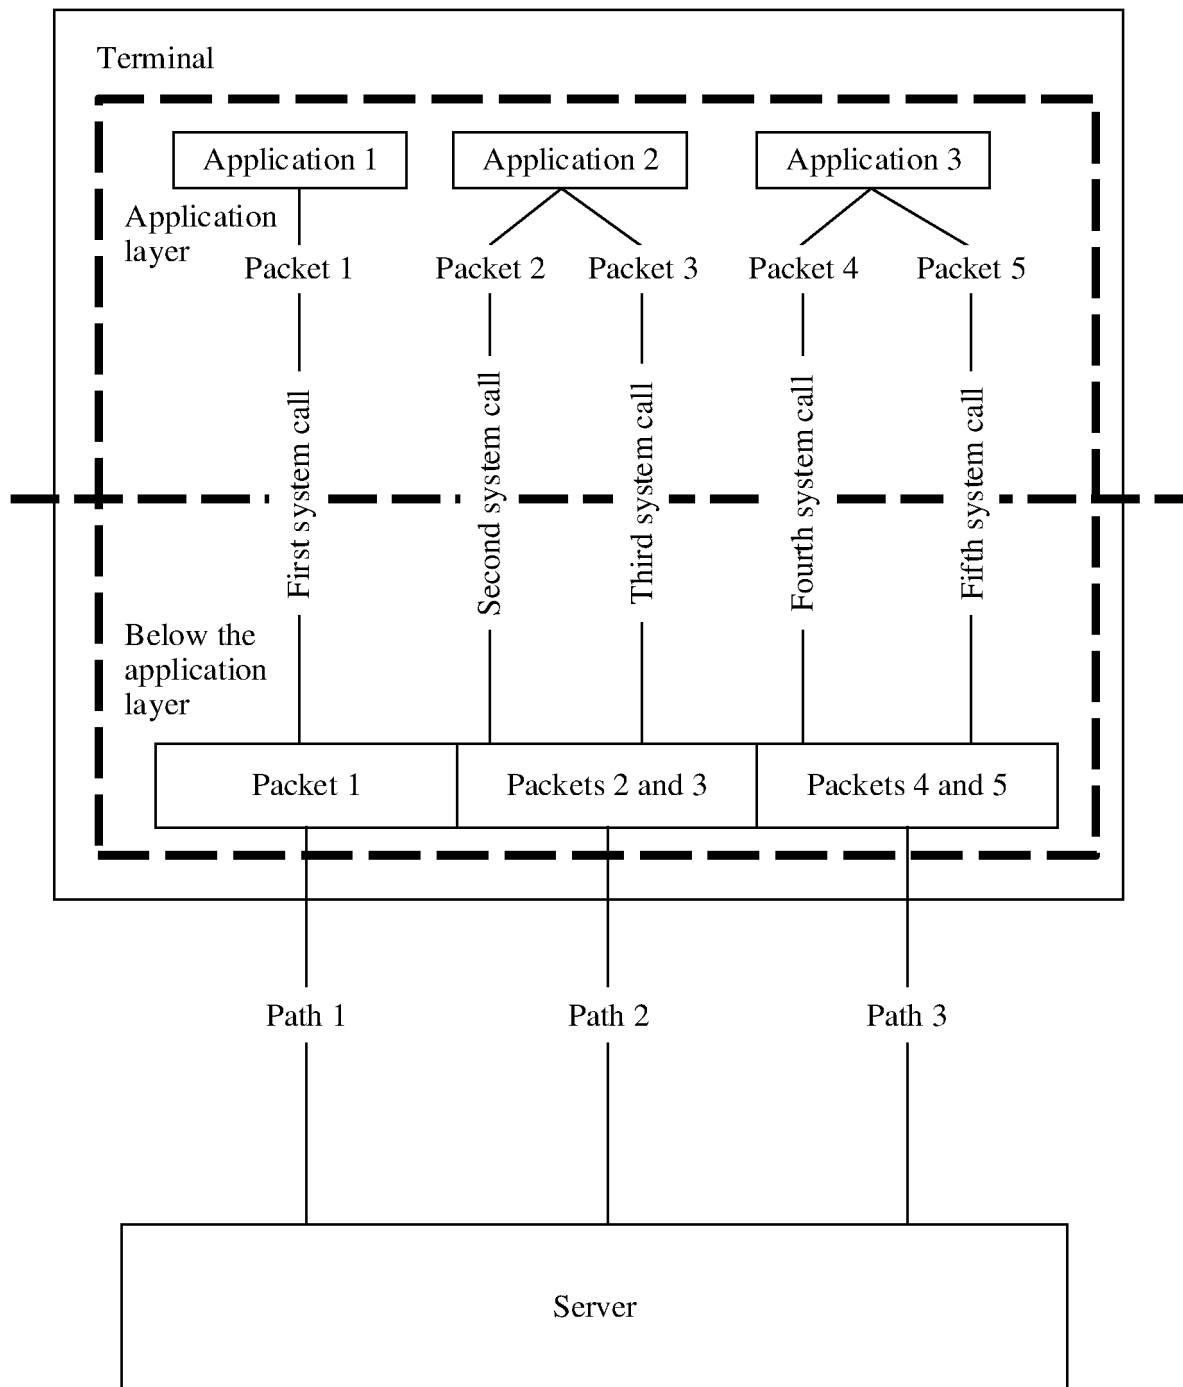 Terminal
Application 1
Application 2
Application 3
Application
layer
Packet 1
Packet 2
Packet 3
Packet 4
Packet 5
First system call
Second system call
Third system call
Fourth system call
Fifth system call
Below the
application
layer
Packet 1
Packets 2 and 3
Packets 4 and 5
Path 1
Path 2
Path 3
Server